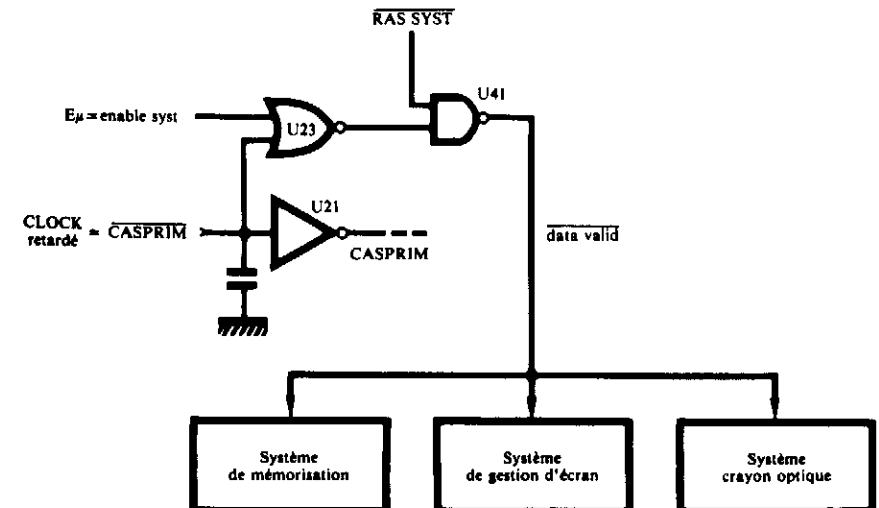 RAS SYST
U41
Eμ=enable syst
U23
U21
CLOCK = CASPRIM
retardé
CASPRIM
data valid
Système
de mémorisation
Système
de gestion d'écran
Système
crayon optique